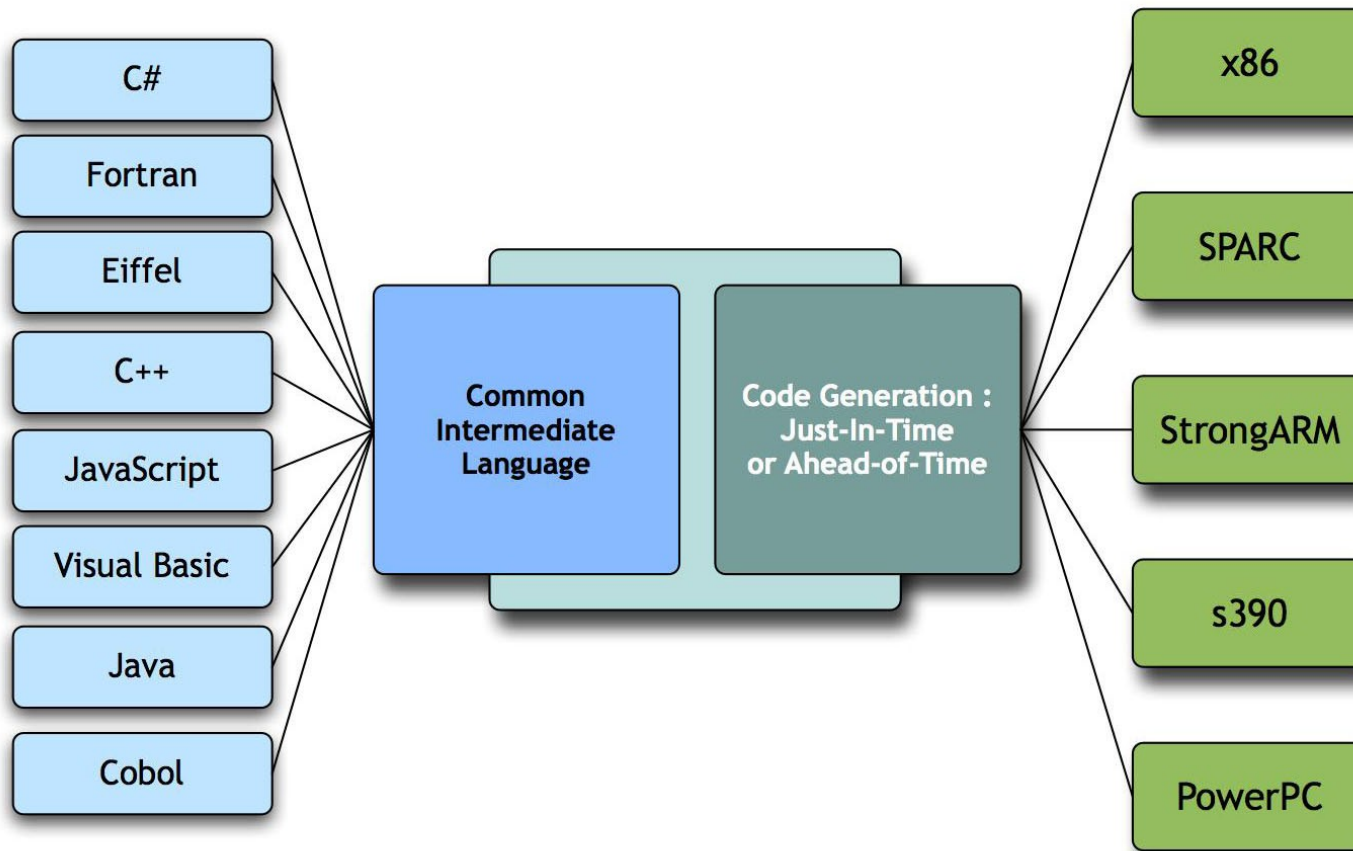 C#
Fortran
Eiffel
C++
JavaScript
Visual Basic
Java
Cobol
Common
Intermediate
Language
Code Generation :
Just-In-Time
or Ahead-of-Time
x86
SPARC
StrongARM
s390
PowerPC